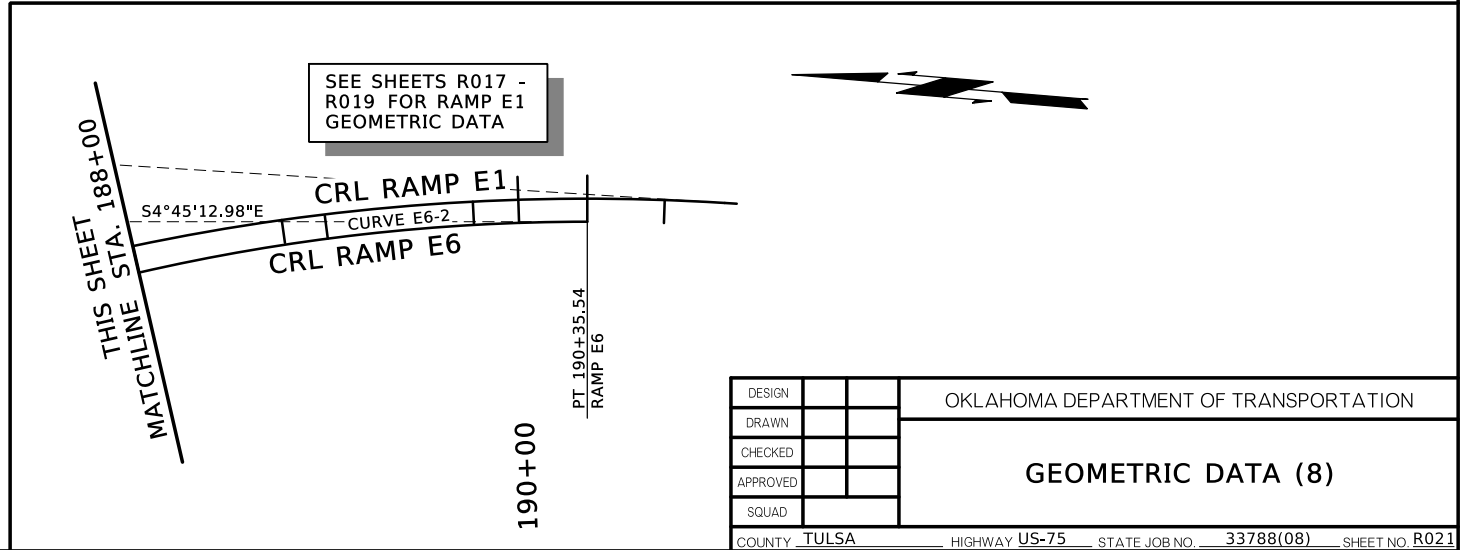 SEE SHEETS R017 -
R019 FOR RAMP E1
GEOMETRIC DATA
THIS SHEET
MATCHLINE STA. 188+00
CRL RAMP E1
S4°45'12.98"E
CURVE E6-2
CRL RAMP E6
PT 190+35.54
RAMP E6
190+00
DESIGN
DRAWN
CHECKED
APPROVED
SQUAD
OKLAHOMA DEPARTMENT OF TRANSPORTATION
GEOMETRIC DATA (8)
COUNTY TULSA HIGHWAY US-75 STATE JOB NO. 33788(08) SHEET NO. R021